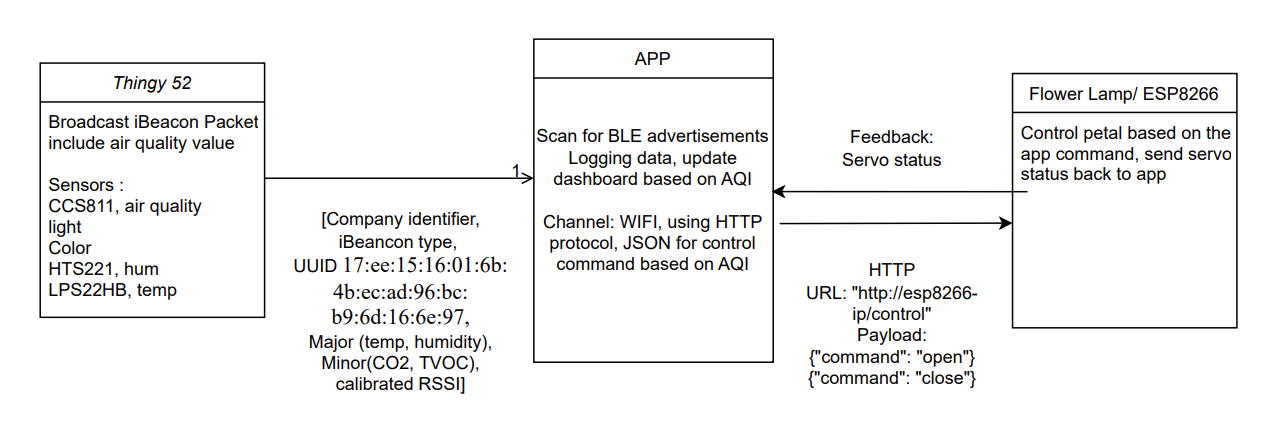 Thingy 52
Broadcast iBeacon Packet
include air quality value
Sensors :
CCS811, air quality
light
Color
HTS221, hum
LPS22HB, temp
1
[Company identifier,
iBeancon type,
UUID 17:ee:15:16:01:6b:
4b:ec:ad:96:bc:
b9:6d:16:6e:97,
Major (temp, humidity),
Minor(CO2, TVOC),
calibrated RSSI]
APP
Scan for BLE advertisements
Logging data, update
dashboard based on AQI
Channel: WIFI, using HTTP
protocol, JSON for control
command based on AQI
Feedback:
Servo status
HTTP
URL: "http://esp8266-
ip/control"
Payload:
{"command": "open"}
{"command": "close"}
Flower Lamp/ ESP8266
Control petal based on the
app command, send servo
status back to app